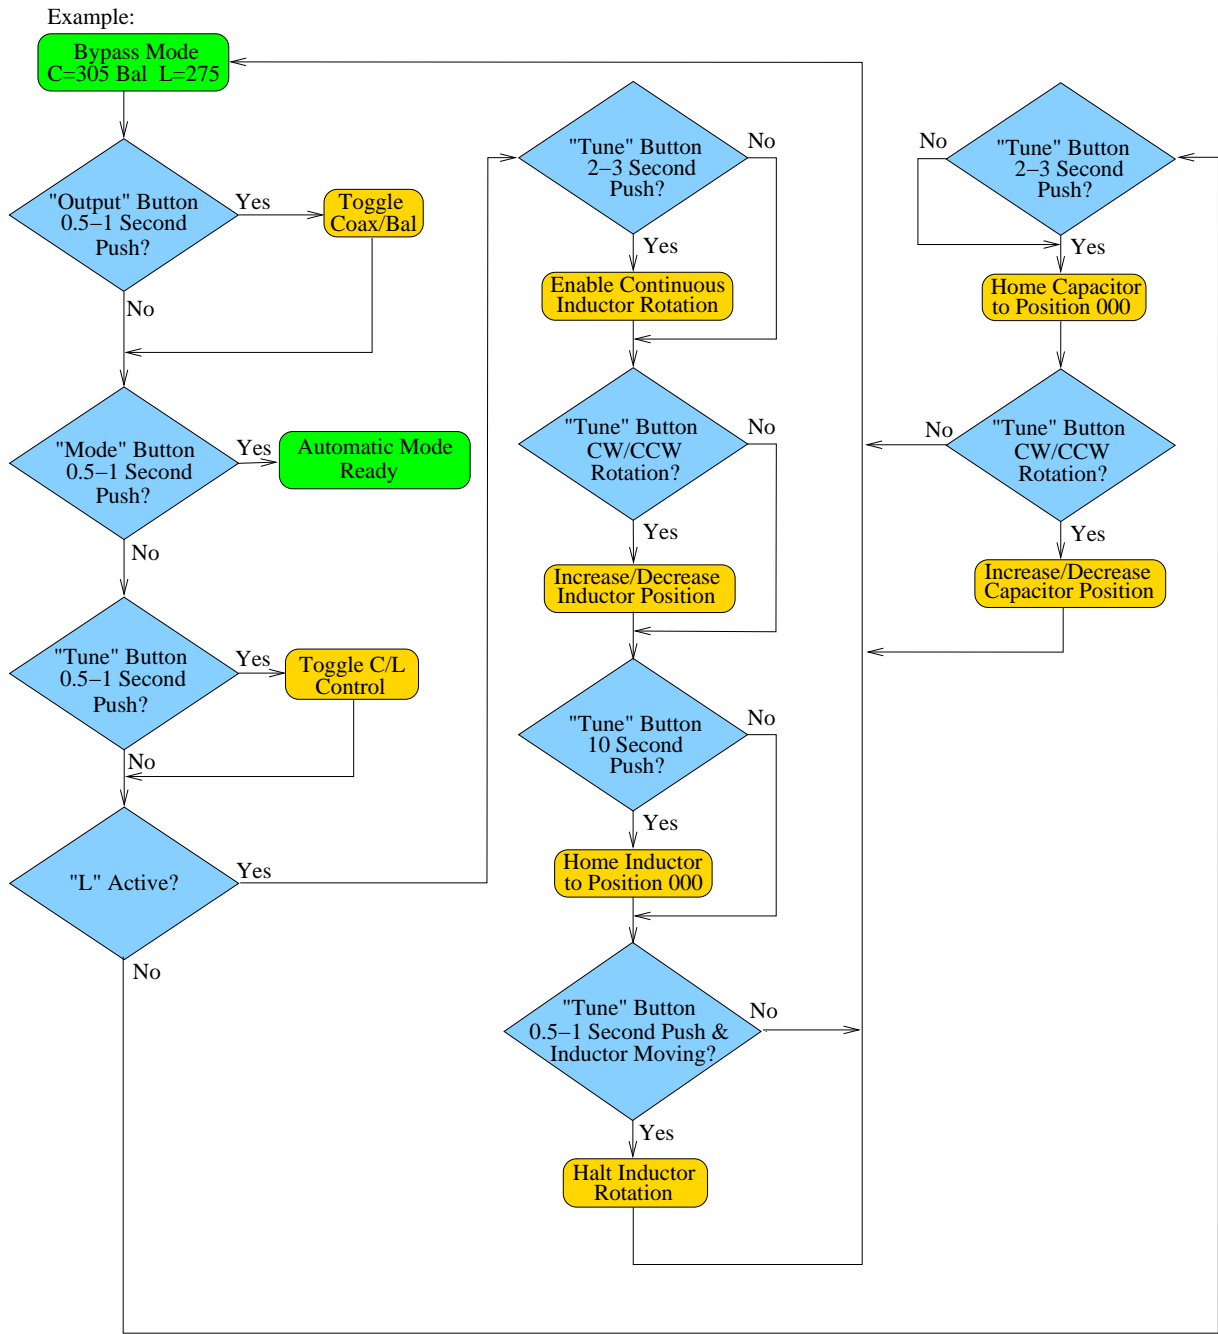 Example:
Bypass Mode
C=305 Bal L=275
"Output" Button
0.5−1 Second
Push?
Yes
Toggle
Coax/Bal
No
"Mode" Button
0.5−1 Second
Push?
Yes
Automatic Mode
Ready
No
"Tune" Button
0.5−1 Second
Push?
Yes
Toggle C/L
Control
No
"L" Active?
Yes
No
"Tune" Button
2−3 Second
Push?
No
Yes
Enable Continuous
Inductor Rotation
"Tune" Button
CW/CCW
Rotation?
No
Yes
Increase/Decrease
Inductor Position
"Tune" Button
10 Second
Push?
No
Yes
Home Inductor
to Position 000
"Tune" Button
0.5−1 Second Push &
Inductor Moving?
No
Yes
Halt Inductor
Rotation
No
"Tune" Button
2−3 Second
Push?
Yes
Home Capacitor
to Position 000
No
"Tune" Button
CW/CCW
Rotation?
Yes
Increase/Decrease
Capacitor Position